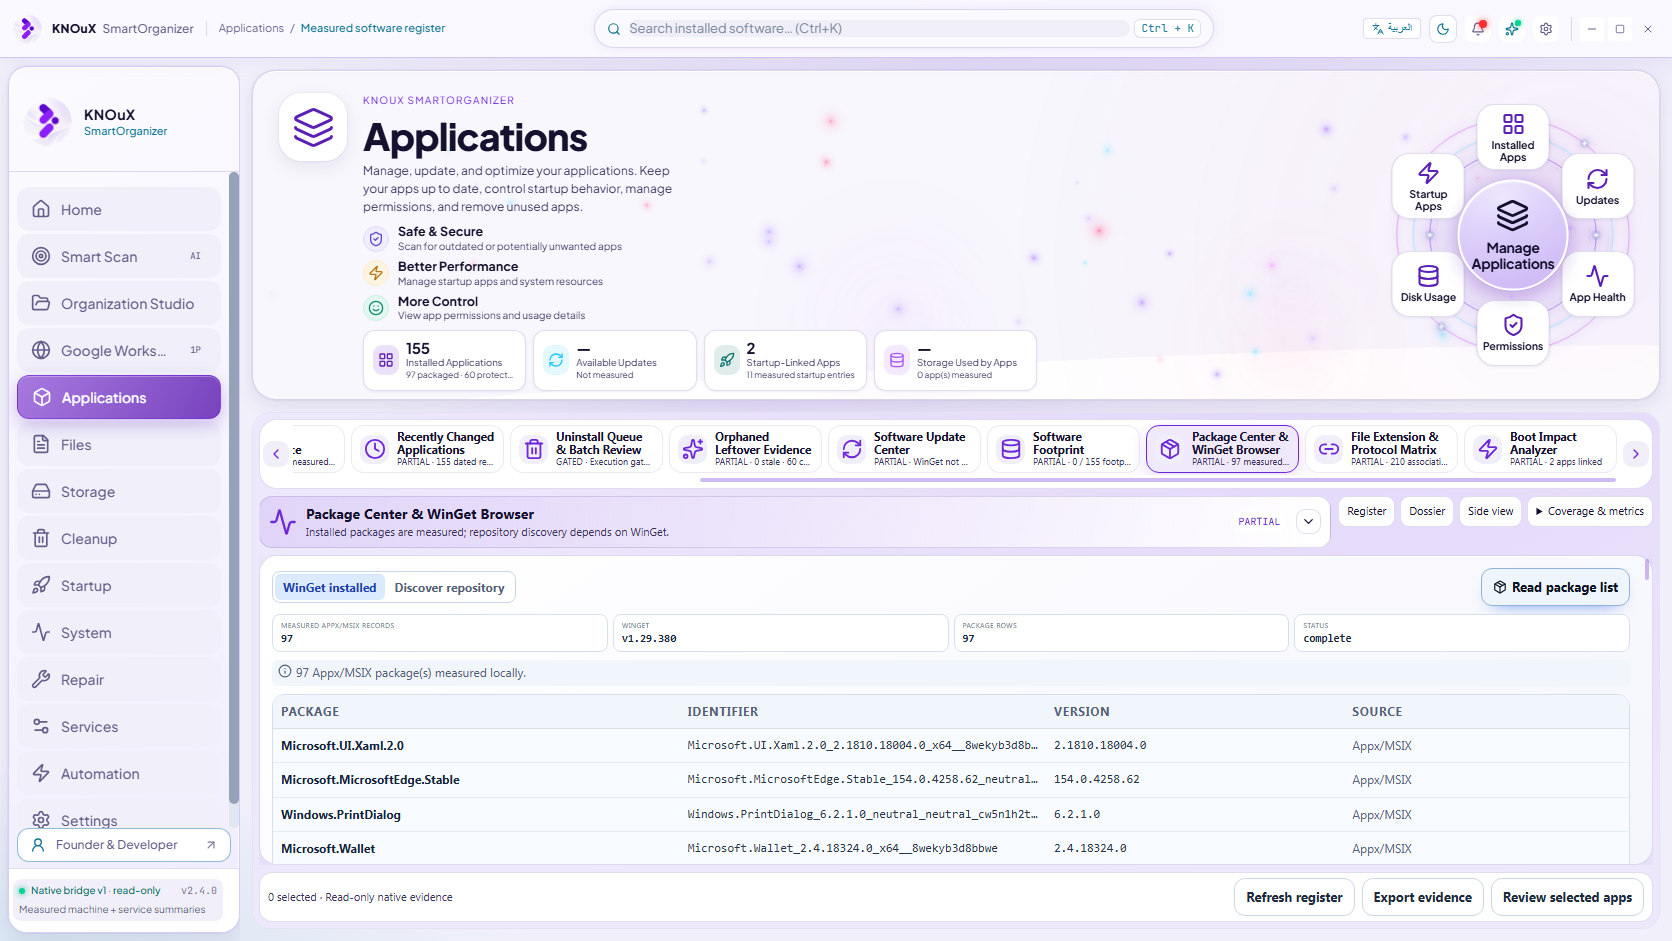 KNOuX SmartOrganizer
Applications / Measured software register
Search installed software... (Ctrl+K)
Ctrl + K
العربية
KNOuX
SmartOrganizer
Home
Smart Scan AI
Organization Studio
Google Works... 1P
Applications
Files
Storage
Cleanup
Startup
System
Repair
Services
Automation
Settings
Founder & Developer
Native bridge v1 · read-only v2.4.0
Measured machine + service summaries
KNOUX SMARTORGANIZER
Applications
Manage, update, and optimize your applications. Keep
your apps up to date, control startup behavior, manage
permissions, and remove unused apps.
Safe & Secure
Scan for outdated or potentially unwanted apps
Better Performance
Manage startup apps and system resources
More Control
View app permissions and usage details
155
Installed Applications
97 packaged · 60 protect...
—
Available Updates
Not measured
2
Startup-Linked Apps
11 measured startup entries
—
Storage Used by Apps
0 app(s) measured
Installed
Apps
Startup
Apps
Updates
Manage
Applications
Disk Usage
App Health
Permissions
:e
neasured...
Recently Changed
Applications
PARTIAL · 155 dated re...
Uninstall Queue
& Batch Review
GATED · Execution gat...
Orphaned
Leftover Evidence
PARTIAL · 0 stale · 60 c...
Software Update
Center
PARTIAL · WinGet not ...
Software
Footprint
PARTIAL · 0 / 155 footp...
Package Center &
WinGet Browser
PARTIAL · 97 measured...
File Extension &
Protocol Matrix
PARTIAL · 210 associati...
Boot Impact
Analyzer
PARTIAL · 2 apps linked
Package Center & WinGet Browser
Installed packages are measured; repository discovery depends on WinGet.
PARTIAL
Register
Dossier
Side view
Coverage & metrics
WinGet installed
Discover repository
Read package list
MEASURED APPX/MSIX RECORDS
97
WINGET
v1.29.380
PACKAGE ROWS
97
STATUS
complete
97 Appx/MSIX package(s) measured locally.
PACKAGE IDENTIFIER VERSION SOURCE
Microsoft.UI.Xaml.2.0 Microsoft.UI.Xaml.2.0_2.1810.18004.0_x64__8wekyb3d8b... 2.1810.18004.0 Appx/MSIX
Microsoft.MicrosoftEdge.Stable Microsoft.MicrosoftEdge.Stable_154.0.4258.62_neutral... 154.0.4258.62 Appx/MSIX
Windows.PrintDialog Windows.PrintDialog_6.2.1.0_neutral_neutral_cw5n1h2t... 6.2.1.0 Appx/MSIX
Microsoft.Wallet Microsoft.Wallet_2.4.18324.0_x64__8wekyb3d8bbwe 2.4.18324.0 Appx/MSIX
0 selected · Read-only native evidence
Refresh register
Export evidence
Review selected apps